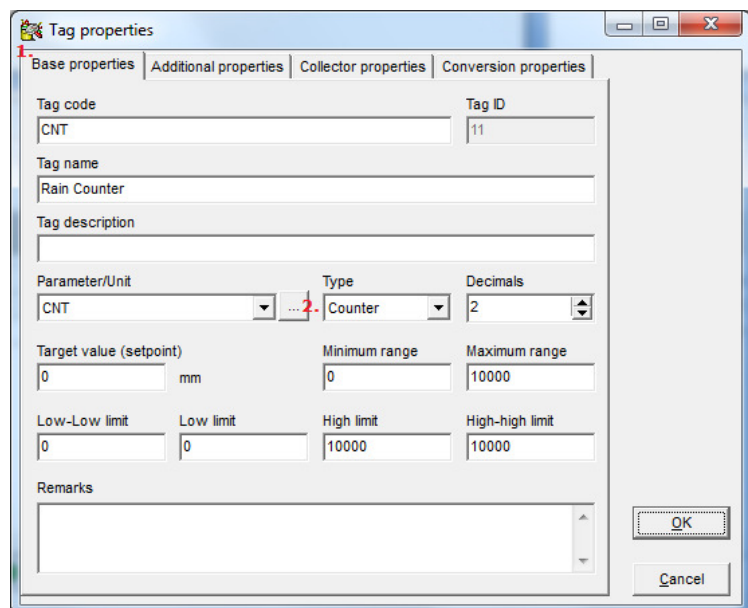 Tag properties
1.
Base properties Additional properties Collector properties Conversion properties
Tag code Tag ID
CNT 11
Tag name
Rain Counter
Tag description
Parameter/Unit Type Decimals
CNT ... 2. Counter 2
Target value (setpoint) Minimum range Maximum range
0 mm 0 10000
Low-Low limit Low limit High limit High-high limit
0 0 10000 10000
Remarks
OK
Cancel